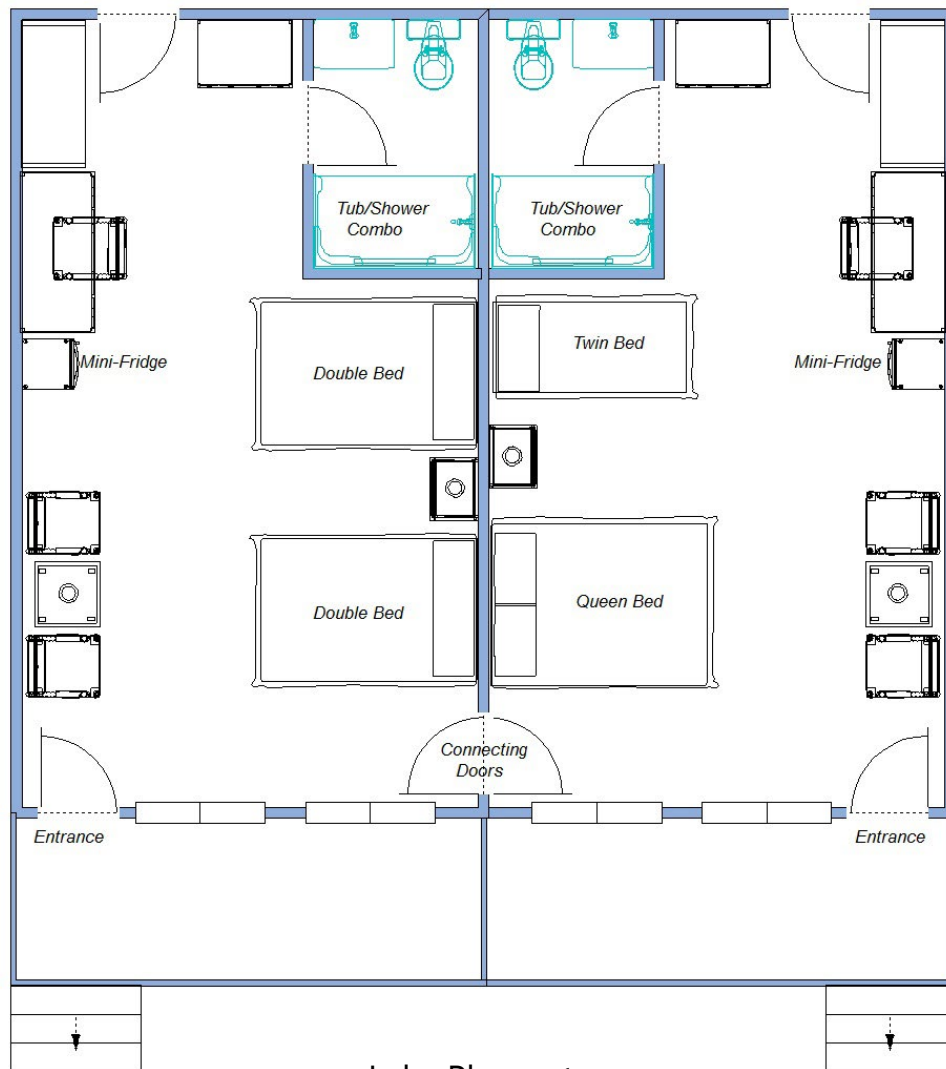 Tub/Shower
Combo
Tub/Shower
Combo
Twin Bed
Mini-Fridge
Double Bed
Mini-Fridge
Double Bed
Queen Bed
Connecting
Doors
Entrance
Entrance